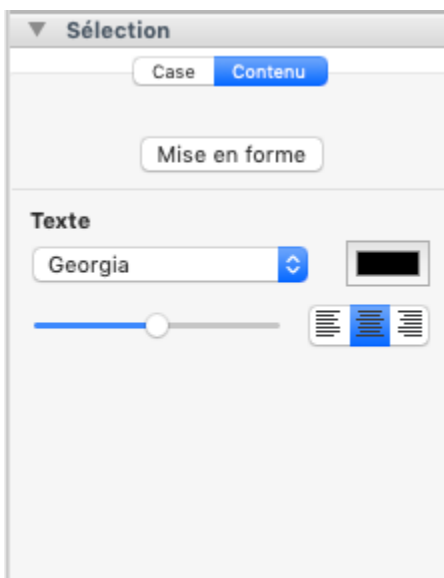 Sélection
Case Contenu
Mise en forme
Texte
Georgia